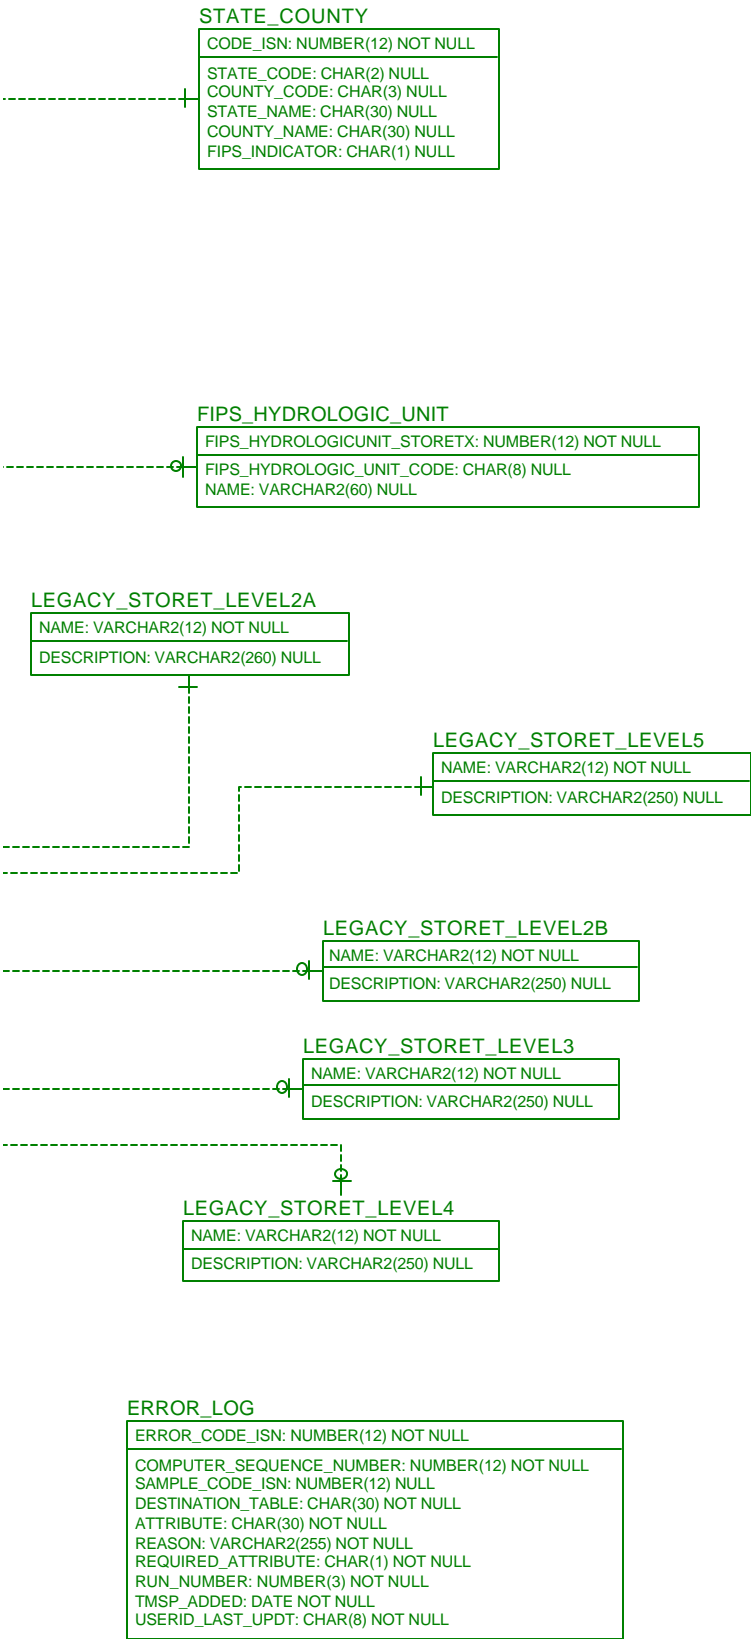 STATE_COUNTY
CODE_ISN: NUMBER(12) NOT NULL
STATE_CODE: CHAR(2) NULL
COUNTY_CODE: CHAR(3) NULL
STATE_NAME: CHAR(30) NULL
COUNTY_NAME: CHAR(30) NULL
FIPS_INDICATOR: CHAR(1) NULL
FIPS_HYDROLOGIC_UNIT
FIPS_HYDROLOGICUNIT_STORETX: NUMBER(12) NOT NULL
FIPS_HYDROLOGIC_UNIT_CODE: CHAR(8) NULL
NAME: VARCHAR2(60) NULL
LEGACY_STORET_LEVEL2A
NAME: VARCHAR2(12) NOT NULL
DESCRIPTION: VARCHAR2(260) NULL
LEGACY_STORET_LEVEL5
NAME: VARCHAR2(12) NOT NULL
DESCRIPTION: VARCHAR2(250) NULL
LEGACY_STORET_LEVEL2B
NAME: VARCHAR2(12) NOT NULL
DESCRIPTION: VARCHAR2(250) NULL
LEGACY_STORET_LEVEL3
NAME: VARCHAR2(12) NOT NULL
DESCRIPTION: VARCHAR2(250) NULL
LEGACY_STORET_LEVEL4
NAME: VARCHAR2(12) NOT NULL
DESCRIPTION: VARCHAR2(250) NULL
ERROR_LOG
ERROR_CODE_ISN: NUMBER(12) NOT NULL
COMPUTER_SEQUENCE_NUMBER: NUMBER(12) NOT NULL
SAMPLE_CODE_ISN: NUMBER(12) NULL
DESTINATION_TABLE: CHAR(30) NOT NULL
ATTRIBUTE: CHAR(30) NOT NULL
REASON: VARCHAR2(255) NOT NULL
REQUIRED_ATTRIBUTE: CHAR(1) NOT NULL
RUN_NUMBER: NUMBER(3) NOT NULL
TMSP_ADDED: DATE NOT NULL
USERID_LAST_UPDT: CHAR(8) NOT NULL